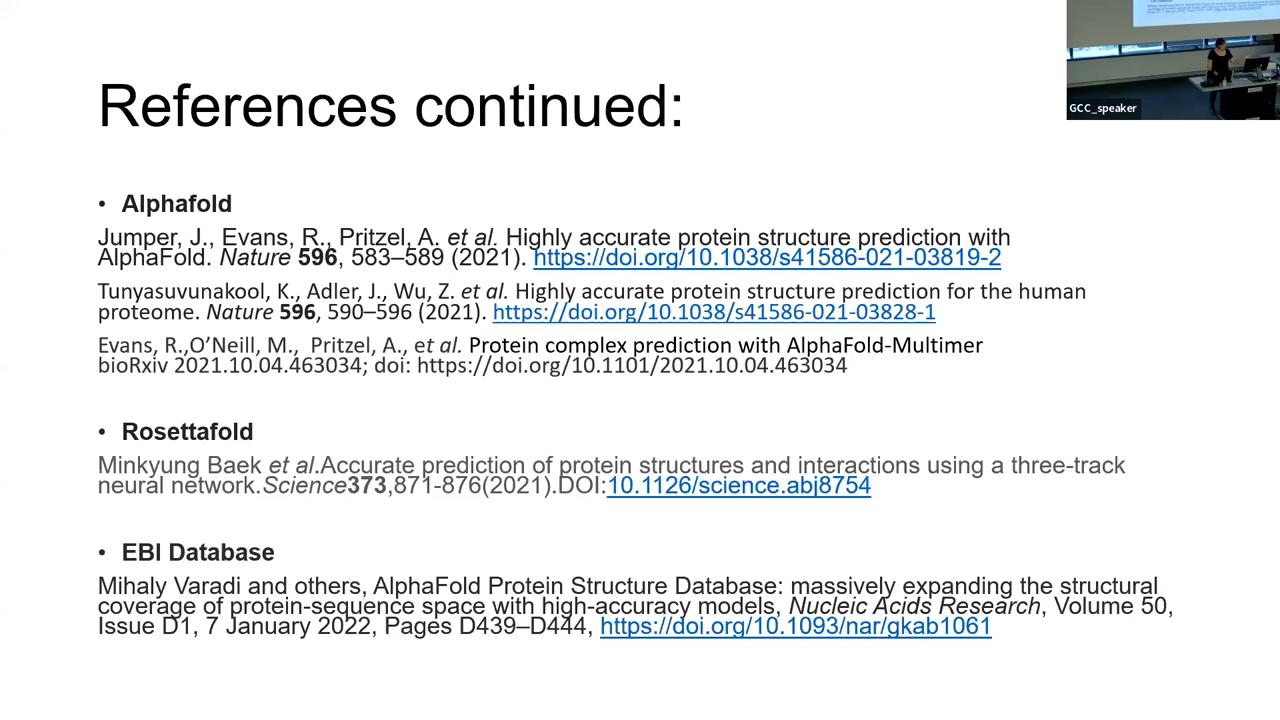 References continued:
GCC_speaker
• Alphafold
Jumper, J., Evans, R., Pritzel, A. et al. Highly accurate protein structure prediction with
AlphaFold. Nature 596, 583–589 (2021). https://doi.org/10.1038/s41586-021-03819-2
Tunyasuvunakool, K., Adler, J., Wu, Z. et al. Highly accurate protein structure prediction for the human
proteome. Nature 596, 590–596 (2021). https://doi.org/10.1038/s41586-021-03828-1
Evans, R.,O’Neill, M., Pritzel, A., et al. Protein complex prediction with AlphaFold-Multimer
bioRxiv 2021.10.04.463034; doi: https://doi.org/10.1101/2021.10.04.463034
• Rosettafold
Minkyung Baek et al.Accurate prediction of protein structures and interactions using a three-track
neural network.Science373,871-876(2021).DOI:10.1126/science.abj8754
• EBI Database
Mihaly Varadi and others, AlphaFold Protein Structure Database: massively expanding the structural
coverage of protein-sequence space with high-accuracy models, Nucleic Acids Research, Volume 50,
Issue D1, 7 January 2022, Pages D439–D444, https://doi.org/10.1093/nar/gkab1061